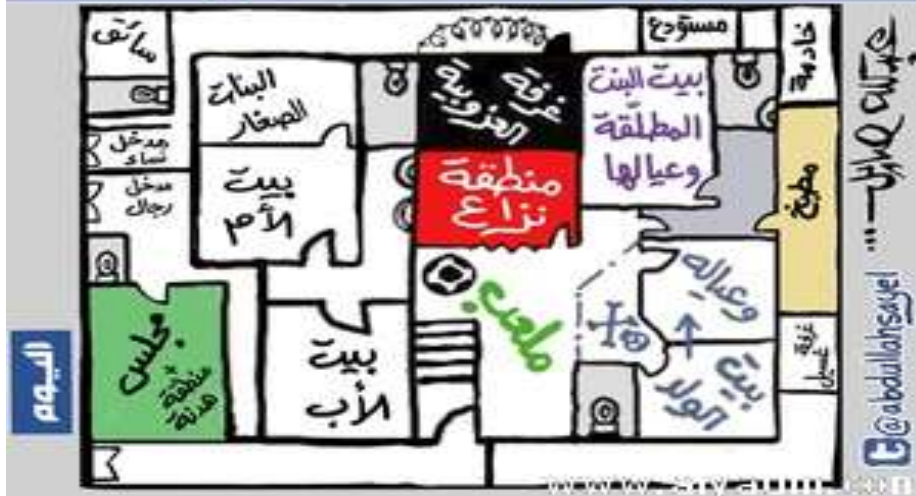 سائق
مستودع
خادمة
البنات
الصغار
غرفة
العزوبية
بيت البنت
المطلقة
وعيالها
مطبخ
مدخل
نساء
مدخل
رجال
بيت
الأم
منطقة
نزاع
وعياله
بيت
الولد
ملعب
غرفة
غسيل
مجلس
منطقة
هدنة
بيت
الأب
اليوم
عبدالله صايل
@abdullahsayel